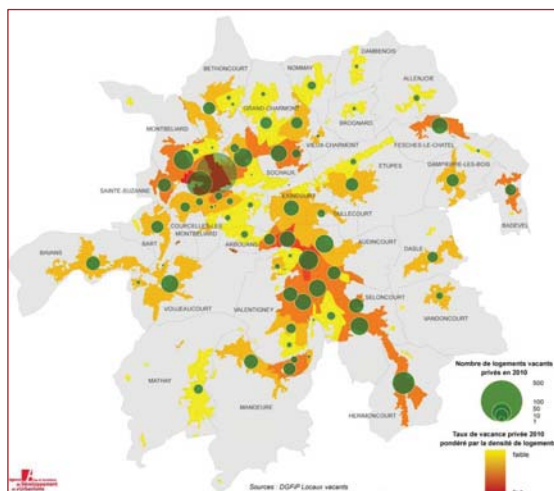 DAMBENOIS
NOMMAY
BETHONCOURT
ALLENJOIE
GRAND-CHARMONT
BROGNARD
MONTBELIARD
VIEUX-CHARMONT
FESCHES-LE-CHATEL
SOCHAUX
ETUPES
DAMPIERRE-LES-BOIS
SAINTE-SUZANNE
EXINCOURT
TAILLECOURT
BADEVEL
COURCELLES-LES-
MONTBELIARD
BART
ARBOUANS
AUDINCOURT
BAVANS
DASLE
VALENTIGNEY
SELONCOURT
VOUJEAUCOURT
VANDONCOURT
MATHAY
MANDEURE
HERIMONCOURT
Nombre de logements vacants
privés en 2010
500
100
50
10
1
Taux de vacance privée 2010
pondéré par la densité de logement
faible
Sources : DGFiP Locaux vacants